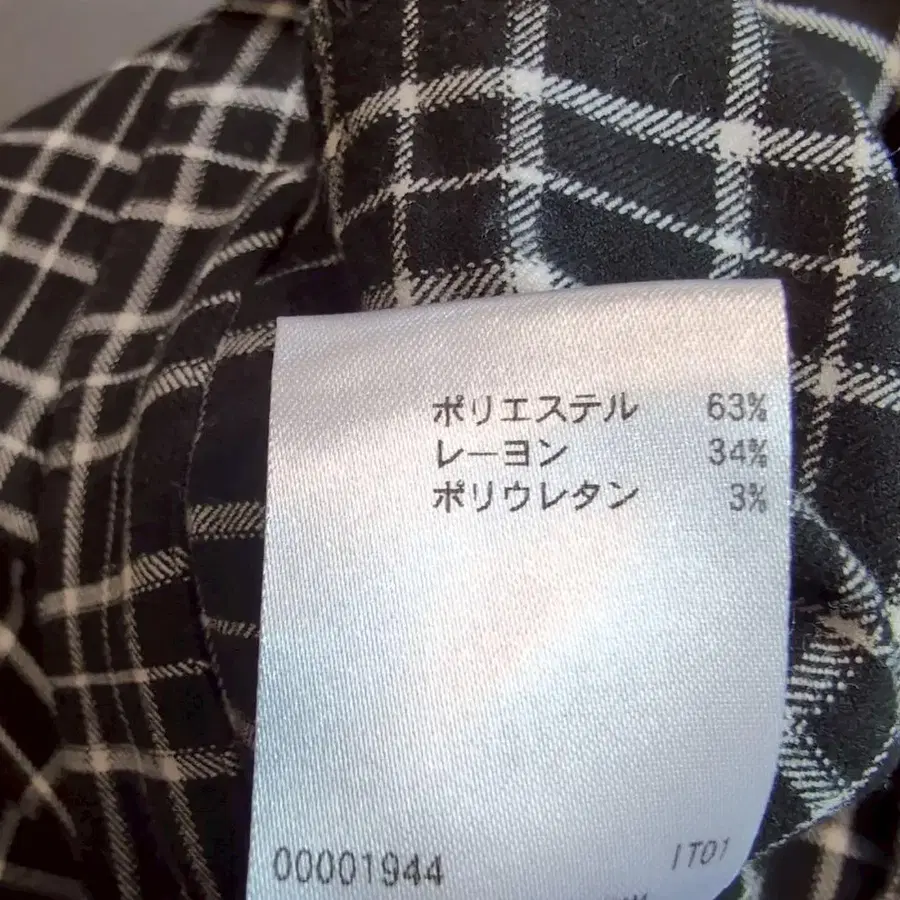 ポリエステル 63%
レーヨン 34%
ポリウレタン 3%
00001944 IT01